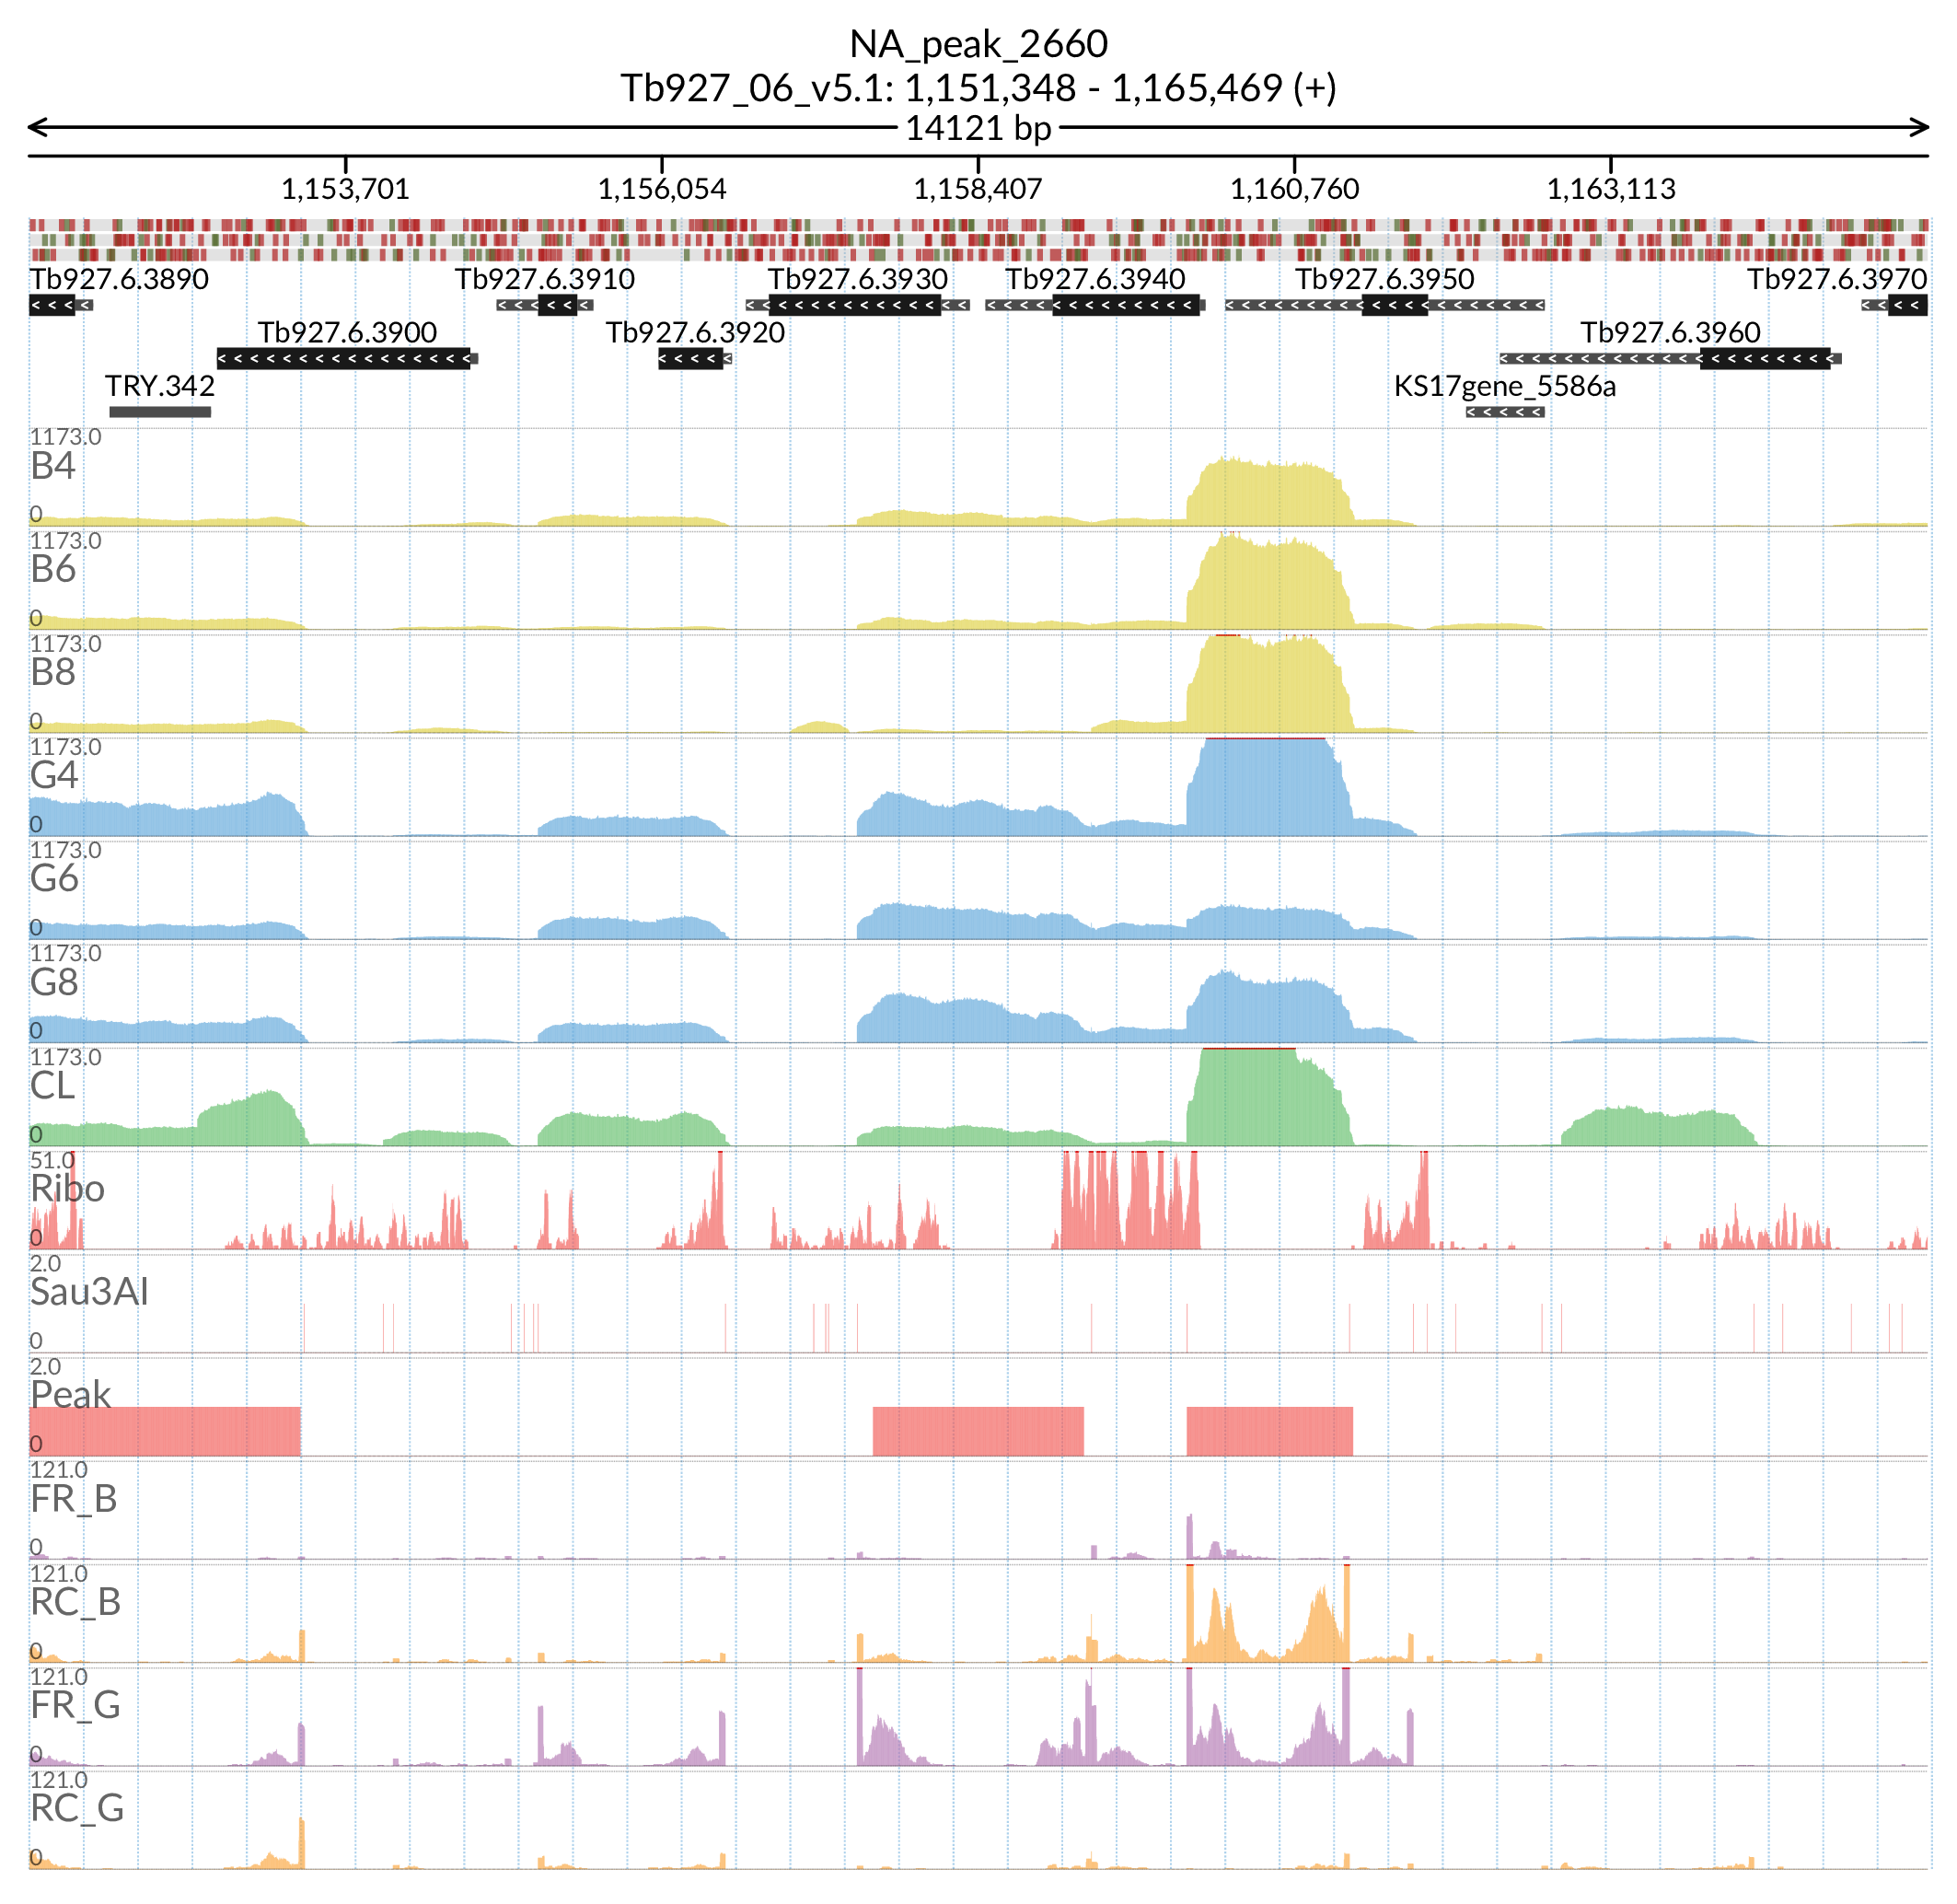 NA_peak_2660
Tb927_06_v5.1: 1,151,348 - 1,165,469 (+)
14121 bp
1,153,701 1,156,054 1,158,407 1,160,760 1,163,113
Tb927.6.3890 Tb927.6.3910 Tb927.6.3930 Tb927.6.3940 Tb927.6.3950 Tb927.6.3970
Tb927.6.3900 Tb927.6.3920 Tb927.6.3960
TRY.342 KS17gene_5586a
1173.0
B4
0
1173.0
B6
0
1173.0
B8
0
1173.0
G4
0
1173.0
G6
0
1173.0
G8
0
1173.0
CL
0
51.0
Ribo
0
2.0
Sau3AI
0
2.0
Peak
0
121.0
FR_B
0
121.0
RC_B
0
121.0
FR_G
0
121.0
RC_G
0